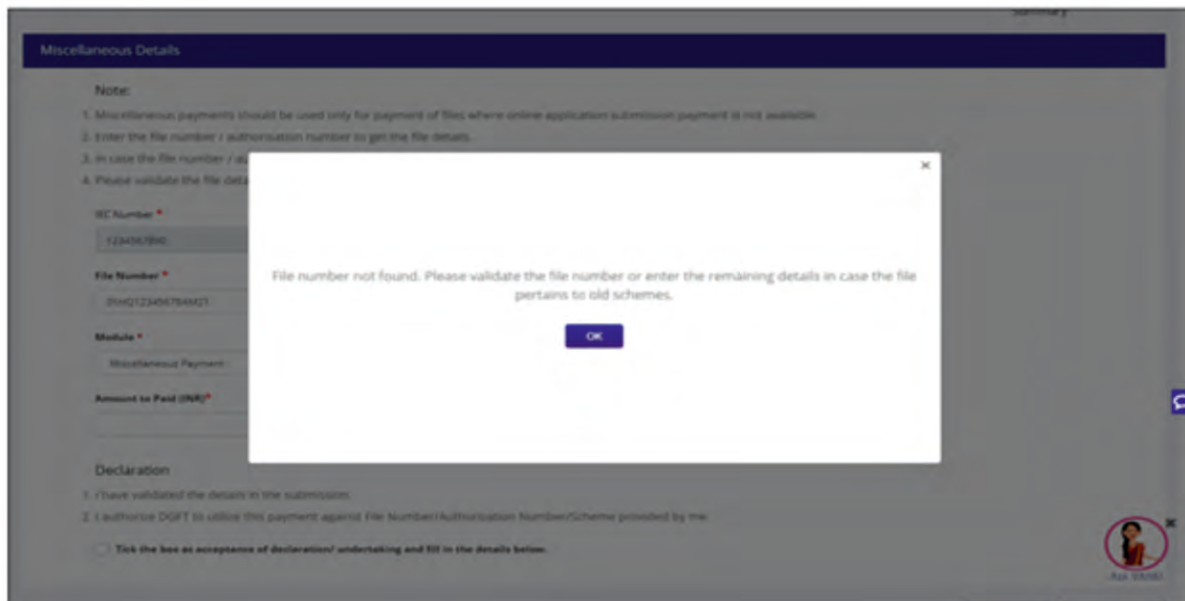 Summary
Miscellaneous Details
Note:
1. Miscellaneous payments should be used only for payment of files where online application submission payment is not available.
2. Enter the file number / authorisation number to get the file details.
3. In case the file number /
4. Please validate the file
IEC Number *
File Number *
Module *
Miscellaneous Payment
Amount to Paid (INR)*
×
File number not found. Please validate the file number or enter the remaining details in case the file
pertains to old schemes.
OK
Declaration
1. I have validated the details in the submission.
2. I authorise DGFT to utilise this payment against File Number/Authorisation Number/Scheme provided by me.
Tick the box as acceptance of declaration/ undertaking and fill in the details below.
×